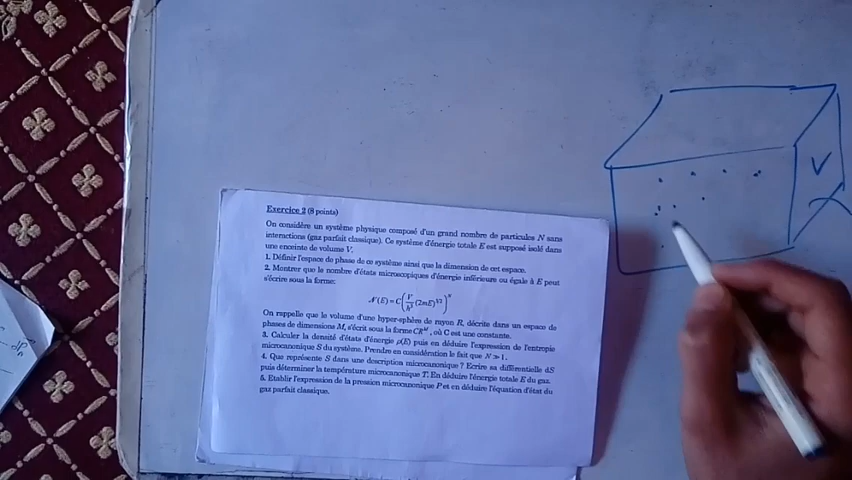 Exercice 2 (8 points)
On considère un système physique composé d'un grand nombre de particules N sans
interactions (gaz parfait classique). Ce système d'énergie totale E est supposé isolé dans
une enceinte de volume V.
1. Définir l'espace de phase de ce système ainsi que la dimension de cet espace.
2. Montrer que le nombre d'états microscopiques d'énergie inférieure ou égale à E peut
s'écrire sous la forme:
𝒩(E) = C(V/h³ (2mE)^{3/2})^N
On rappelle que le volume d'une hyper-sphère de rayon R, décrite dans un espace de
phases de dimensions M, s'écrit sous la forme CR^M, où C est une constante.
3. Calculer la densité d'états d'énergie ρ(E) puis en déduire l'expression de l'entropie
microcanonique S du système. Prendre en considération le fait que N ≫ 1.
4. Que représente S dans une description microcanonique ? Ecrire sa différentielle dS
puis déterminer la température microcanonique T. En déduire l'énergie totale E du gaz.
5. Etablir l'expression de la pression microcanonique P et en déduire l'équation d'état du
gaz parfait classique.
V